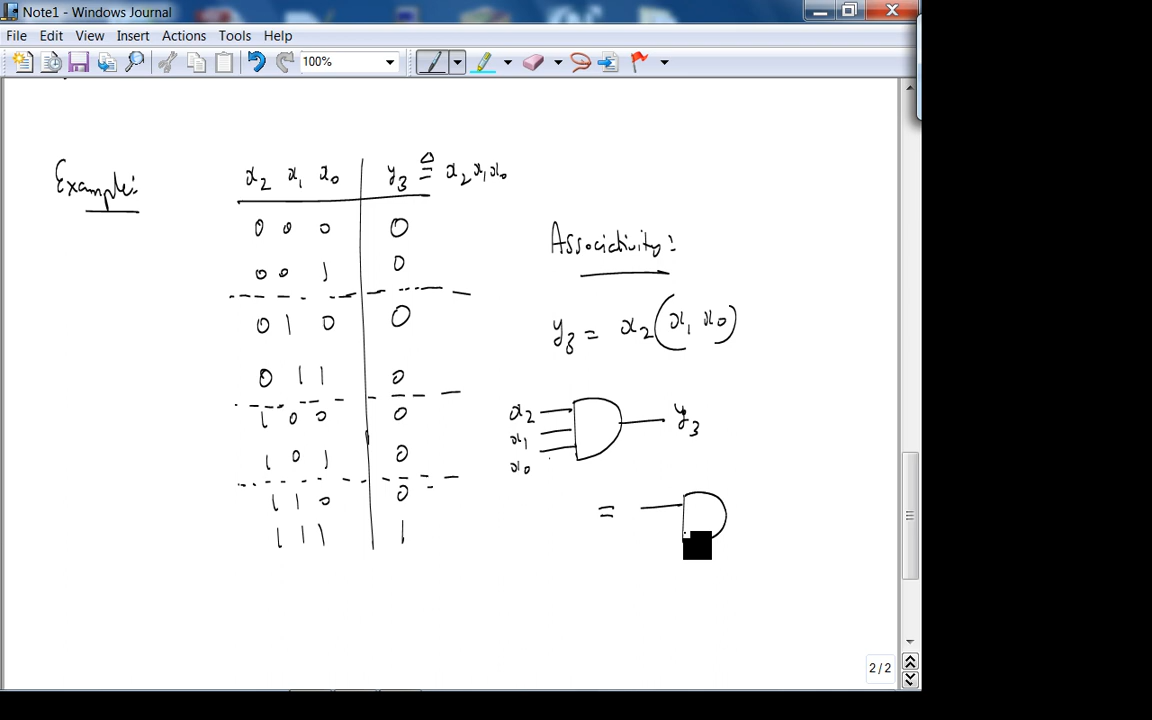 Note1 - Windows Journal
File Edit View Insert Actions Tools Help
100%
Example:
x₂ x₁ x₀ | y₃ ≜ x₂x₁x₀
0 0 0 | 0
0 0 1 | 0
0 1 0 | 0
0 1 1 | 0
1 0 0 | 0
1 0 1 | 0
1 1 0 | 0
1 1 1 | 1
Associctivity:
y₃ = x₂(x₁ x₀)
x₂
x₁
x₀
y₃
=
2/2